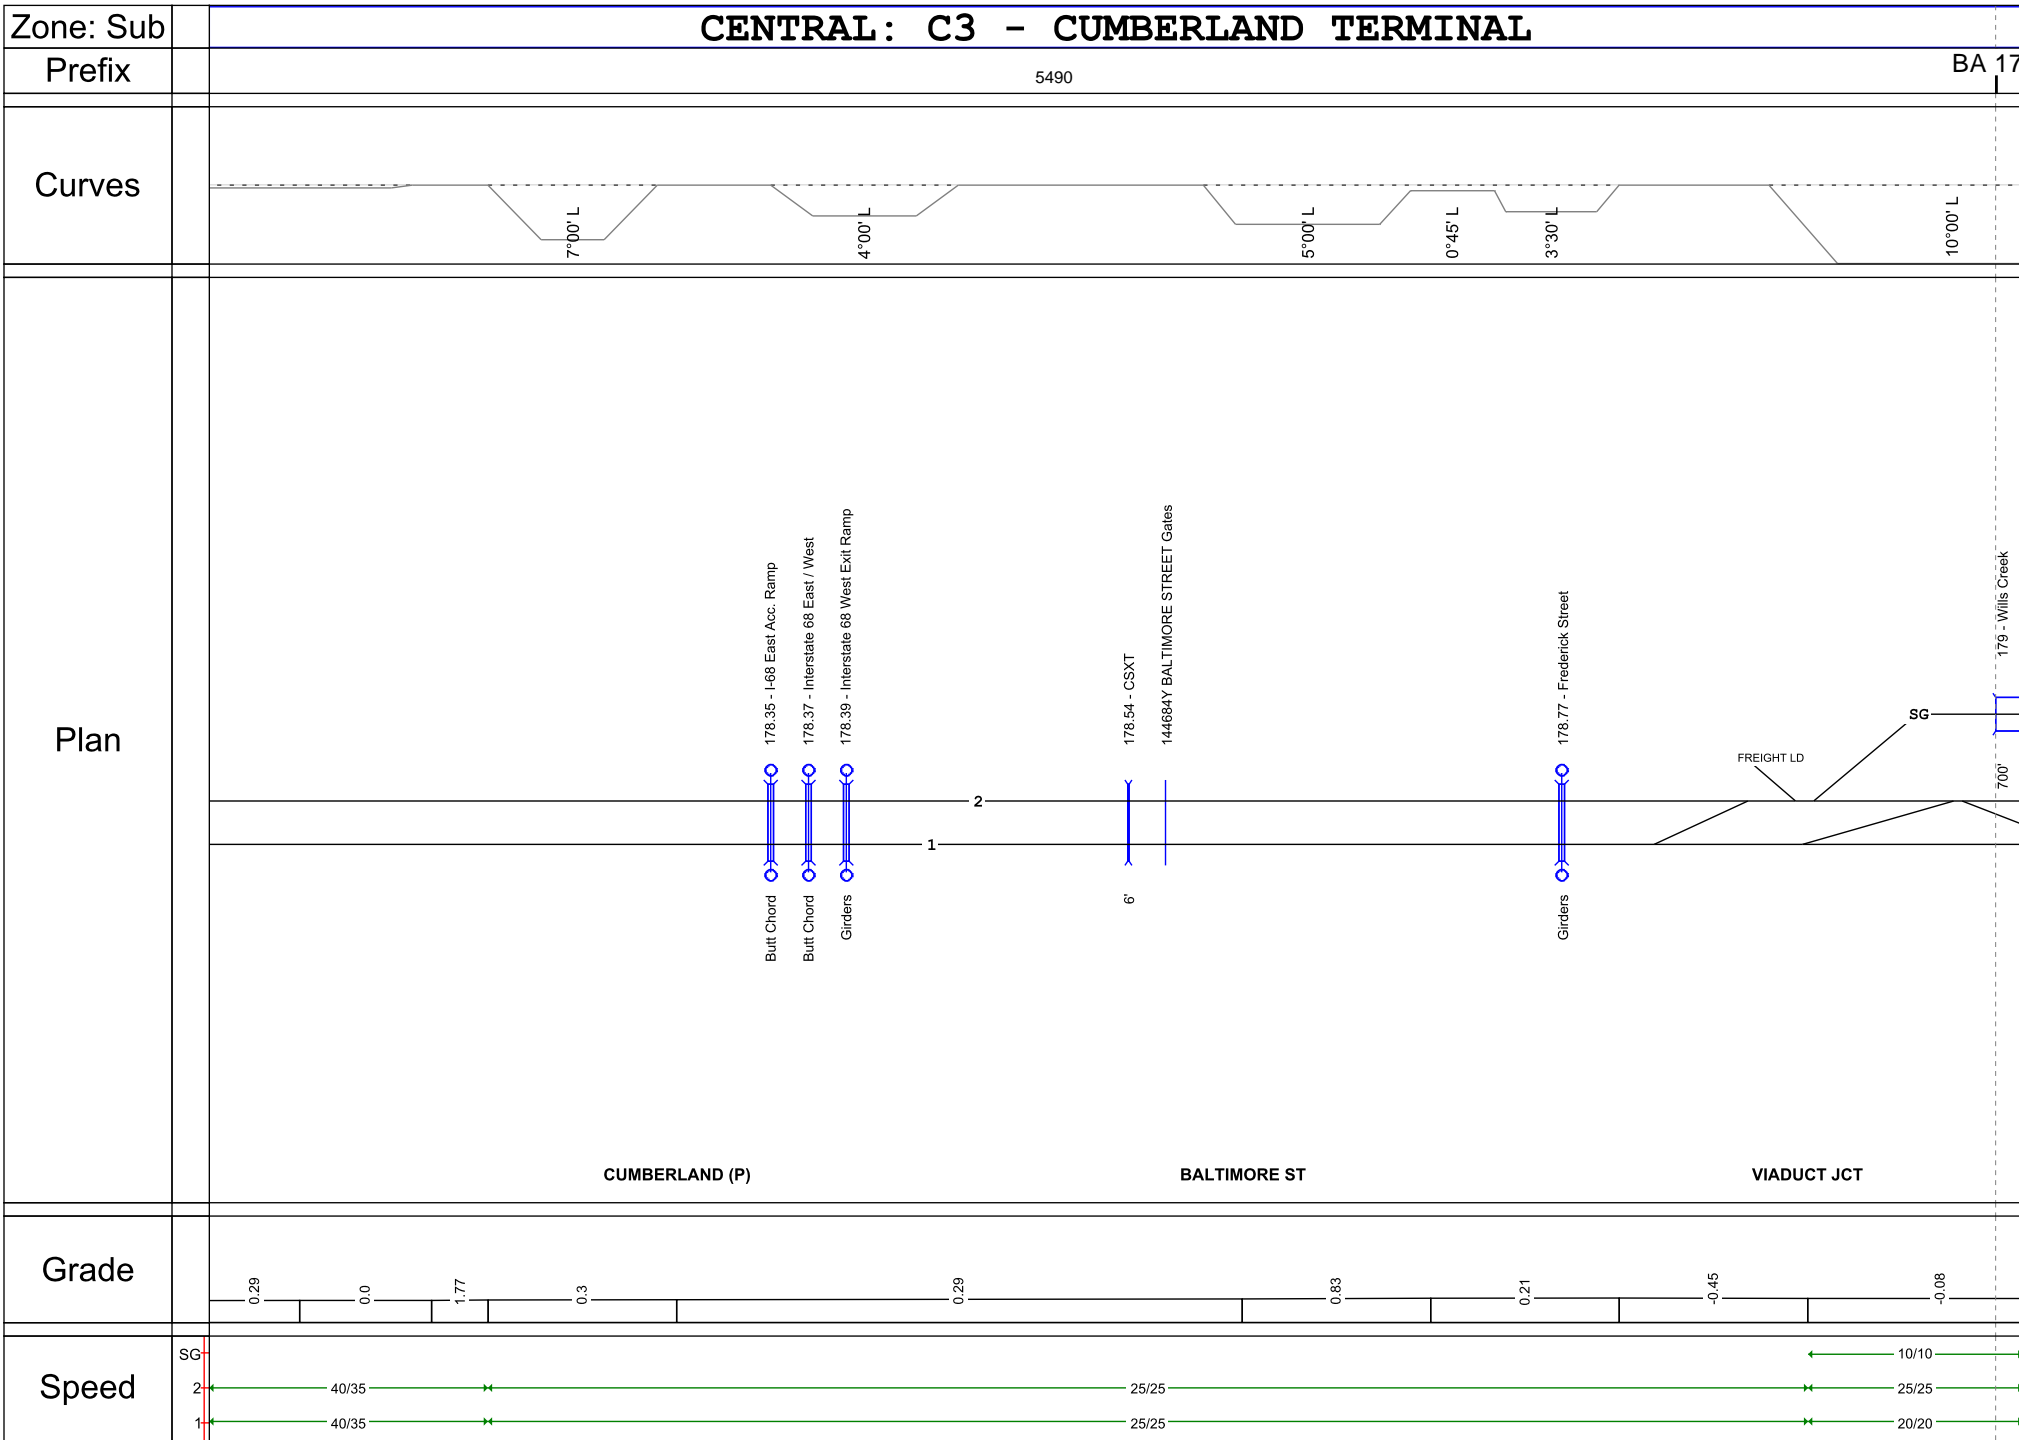 Zone: Sub
CENTRAL: C3 - CUMBERLAND TERMINAL
Prefix
5490
BA 17
Curves
7°00' L
4°00' L
5°00' L
0°45' L
3°30' L
10°00' L
Plan
178.35 - I-68 East Acc. Ramp
178.37 - Interstate 68 East / West
178.39 - Interstate 68 West Exit Ramp
178.54 - CSXT
144684Y BALTIMORE STREET Gates
178.77 - Frederick Street
179 - Wills Creek
SG
FREIGHT LD
700'
2
1
Butt Chord
Butt Chord
Girders
6'
Girders
CUMBERLAND (P)
BALTIMORE ST
VIADUCT JCT
Grade
0.29
0.0
1.77
0.3
0.29
0.83
0.21
-0.45
-0.08
Speed
SG
10/10
2
40/35
25/25
25/25
1
40/35
25/25
20/20